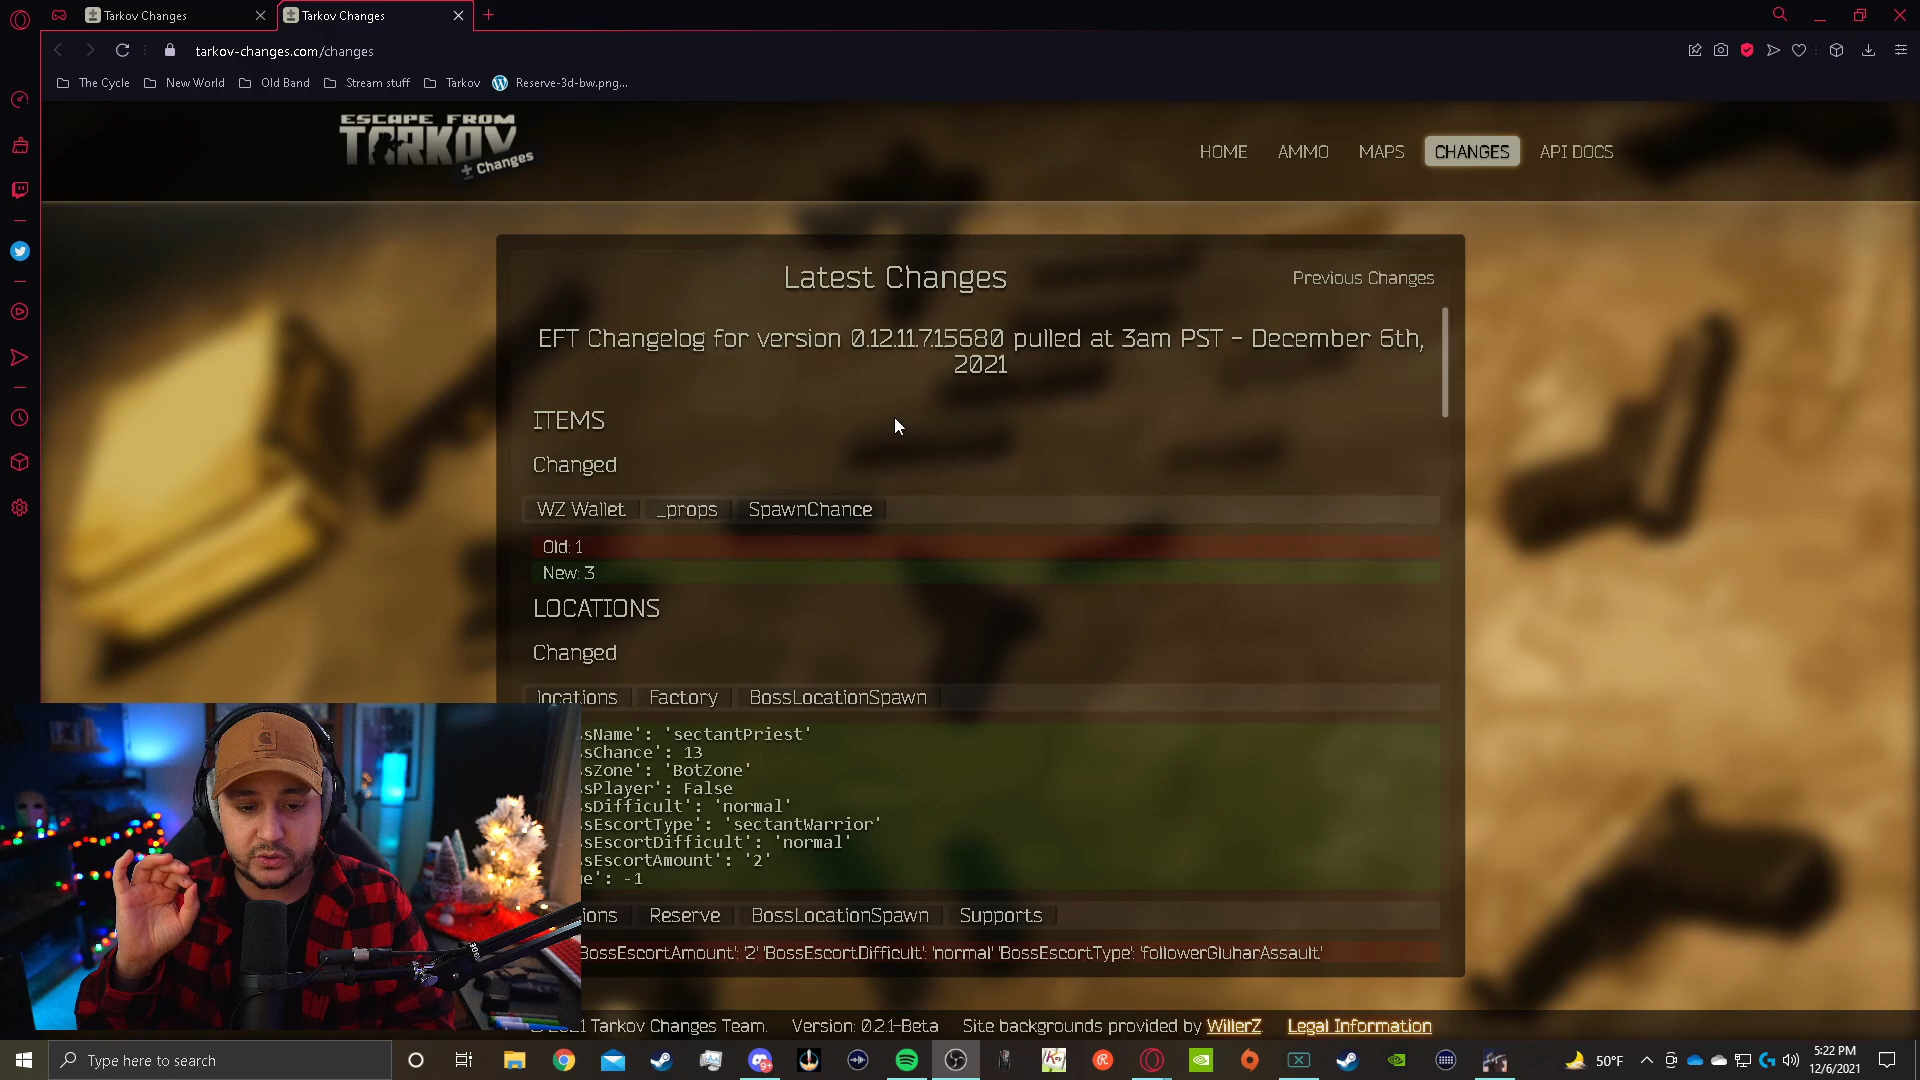 Tarkov Changes
Tarkov Changes
tarkov-changes.com/changes
The Cycle
New World
Old Band
Stream stuff
Tarkov
Reserve-3d-bw.png...
ESCAPE FROM
TARKOV
± Changes
HOME
AMMO
MAPS
CHANGES
API DOCS
Latest Changes
Previous Changes
EFT Changelog for version 0.12.11.7.15680 pulled at 3am PST - December 6th,
2021
ITEMS
Changed
WZ Wallet
_props
SpawnChance
Old: 1
New: 3
LOCATIONS
Changed
locations
Factory
BossLocationSpawn
sName': 'sectantPriest'
sChance': 13
sZone': 'BotZone'
sPlayer': False
sDifficult': 'normal'
sEscortType': 'sectantWarrior'
sEscortDifficult': 'normal'
sEscortAmount': '2'
e': -1
ions
Reserve
BossLocationSpawn
Supports
BossEscortAmount': '2' 'BossEscortDifficult': 'normal' 'BossEscortType': 'followerGluharAssault'
Tarkov Changes Team.
Version: 0.2.1-Beta
Site backgrounds provided by WillerZ
Legal Information
Type here to search
50°F
5:22 PM
12/6/2021